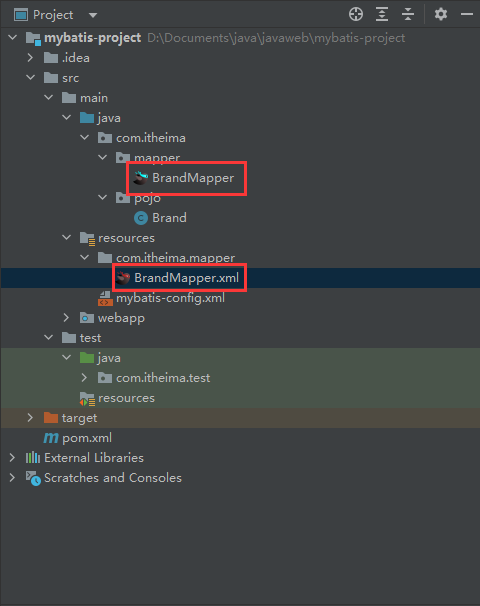 Project
mybatis-project D:\Documents\java\javaweb\mybatis-project
.idea
src
main
java
com.itheima
mapper
BrandMapper
pojo
C Brand
resources
com.itheima.mapper
BrandMapper.xml
mybatis-config.xml
webapp
test
java
com.itheima.test
resources
target
m pom.xml
External Libraries
Scratches and Consoles